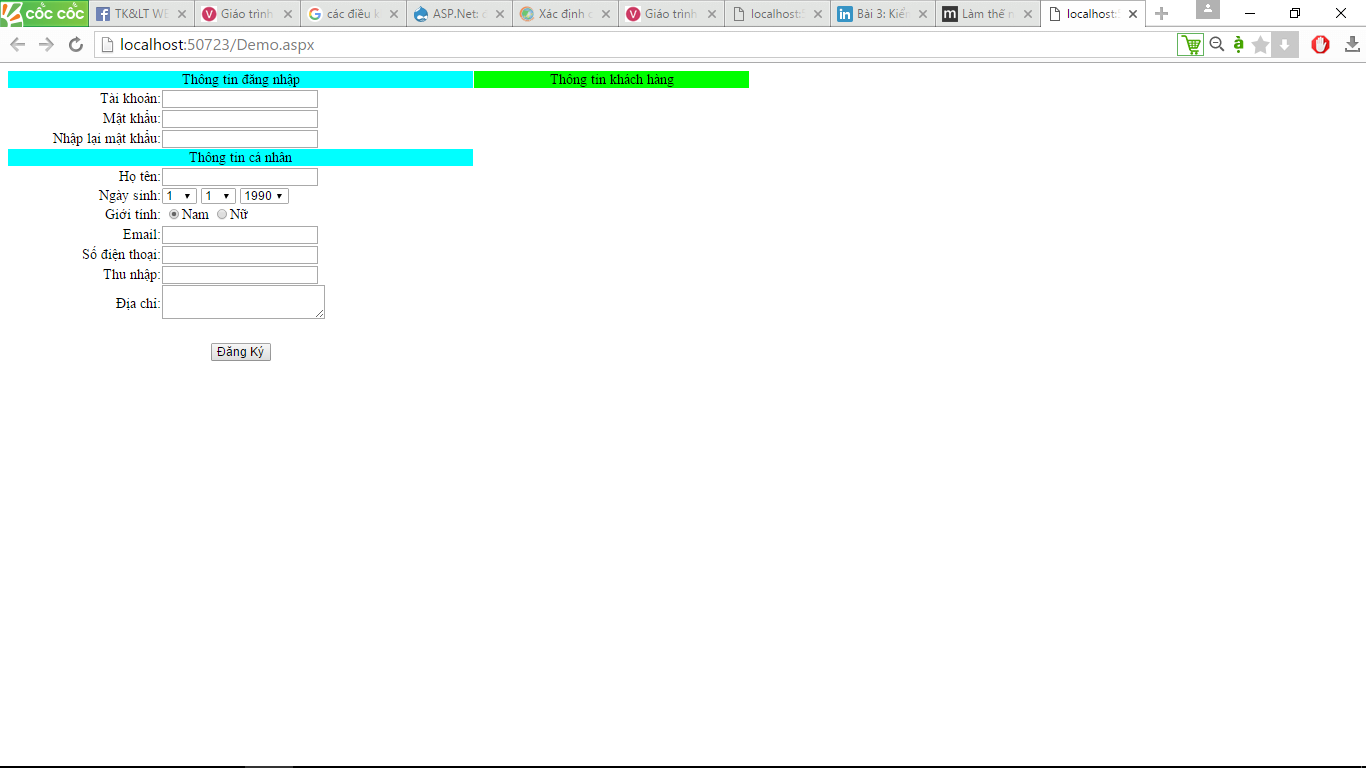 CỐC CỐC
TK&LT WE
Giáo trình
các điều k
ASP.Net: c
Xác định c
Giáo trình
localhost:5
Bài 3: Kiể
Làm thế n
localhost:
localhost:50723/Demo.aspx
Thông tin đăng nhập
Thông tin khách hàng
Tài khoản:
Mật khẩu:
Nhập lại mật khẩu:
Thông tin cá nhân
Họ tên:
Ngày sinh: 1 1 1990
Giới tính: Nam Nữ
Email:
Số điện thoại:
Thu nhập:
Địa chỉ:
Đăng Ký